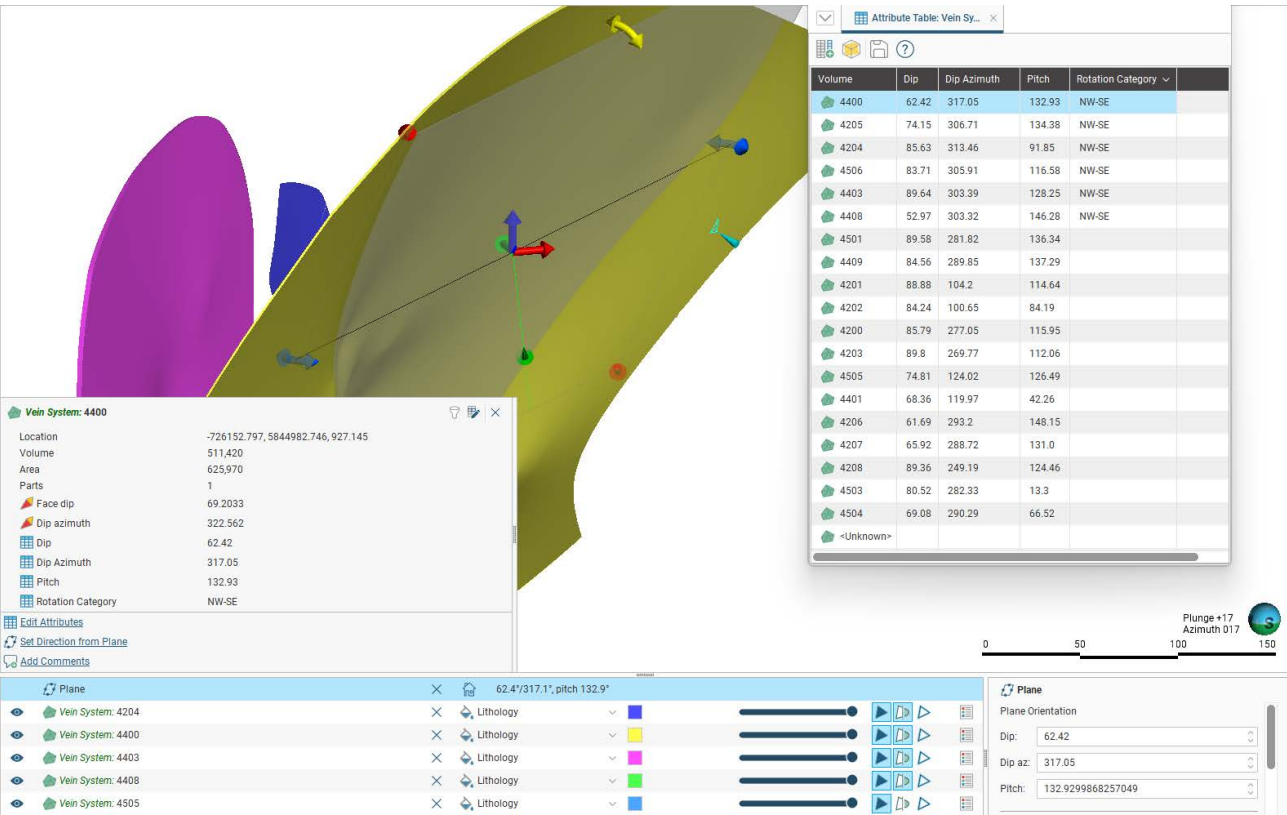 Attribute Table: Vein Sy...
Volume Dip Dip Azimuth Pitch Rotation Category
4400 62.42 317.05 132.93 NW-SE
4205 74.15 306.71 134.38 NW-SE
4204 85.63 313.46 91.85 NW-SE
4506 83.71 305.91 116.58 NW-SE
4403 89.64 303.39 128.25 NW-SE
4408 52.97 303.32 146.28 NW-SE
4501 89.58 281.82 136.34
4409 84.56 289.85 137.29
4201 88.88 104.2 114.64
4202 84.24 100.65 84.19
4200 85.79 277.05 115.95
4203 89.8 269.77 112.06
4505 74.81 124.02 126.49
4401 68.36 119.97 42.26
4206 61.69 293.2 148.15
4207 65.92 288.72 131.0
4208 89.36 249.19 124.46
4503 80.52 282.33 13.3
4504 69.08 290.29 66.52
<Unknown>
Vein System: 4400
Location -726152.797, 5844982.746, 927.145
Volume 511,420
Area 625,970
Parts 1
Face dip 69.2033
Dip azimuth 322.562
Dip 62.42
Dip Azimuth 317.05
Pitch 132.93
Rotation Category NW-SE
Edit Attributes
Set Direction from Plane
Add Comments
Plunge +17
Azimuth 017
S
0 50 100 150
Plane 62.4°/317.1°, pitch 132.9°
Vein System: 4204 Lithology
Vein System: 4400 Lithology
Vein System: 4403 Lithology
Vein System: 4408 Lithology
Vein System: 4505 Lithology
Plane
Plane Orientation
Dip: 62.42
Dip az: 317.05
Pitch: 132.9299868257049